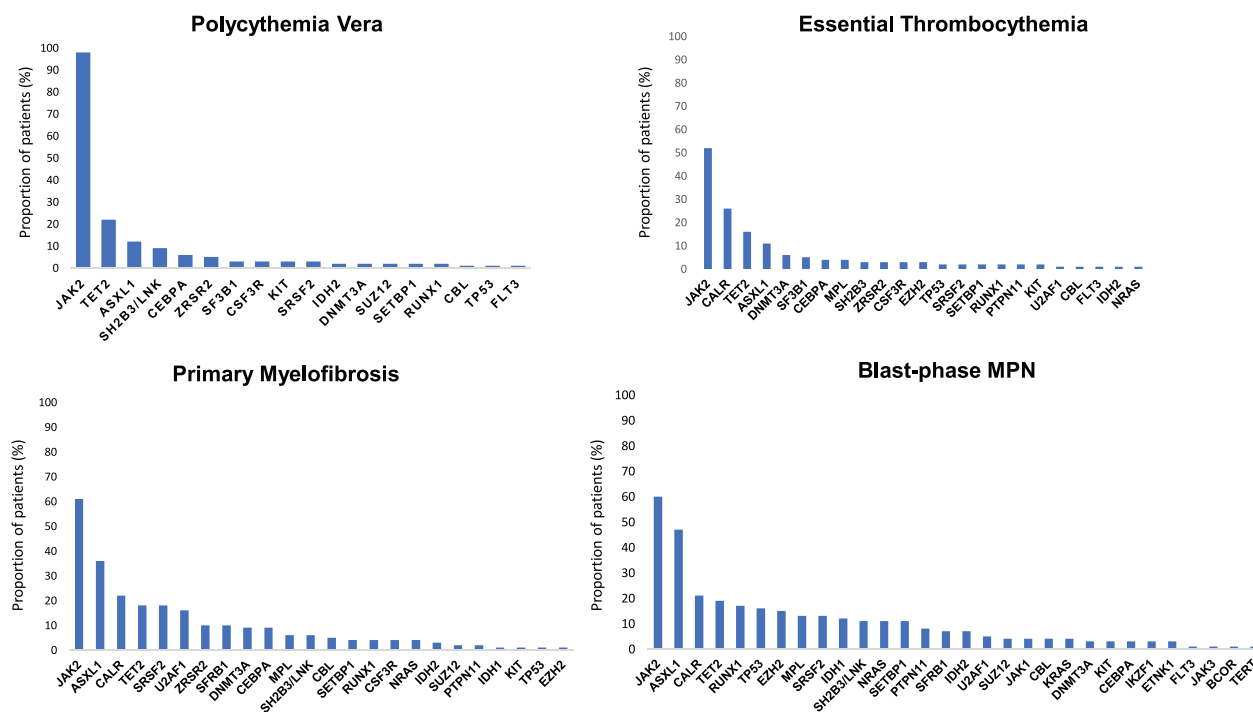 Polycythemia Vera
Proportion of patients (%)
100
90
80
70
60
50
40
30
20
10
0
JAK2
TET2
ASXL1
SH2B3/LNK
CEBPA
ZRSR2
SF3B1
CSF3R
KIT
SRSF2
IDH2
DNMT3A
SUZ12
SETBP1
RUNX1
CBL
TP53
FLT3
Essential Thrombocythemia
Proportion of patients (%)
100
90
80
70
60
50
40
30
20
10
0
JAK2
CALR
TET2
ASXL1
DNMT3A
SF3B1
CEBPA
MPL
SH2B3
ZRSR2
CSF3R
EZH2
TP53
SRSF2
SETBP1
RUNX1
PTPN11
KIT
U2AF1
CBL
FLT3
IDH2
NRAS
Primary Myelofibrosis
Proportion of patients (%)
100
90
80
70
60
50
40
30
20
10
0
JAK2
ASXL1
CALR
TET2
SRSF2
U2AF1
ZRSR2
SFRB1
DNMT3A
CEBPA
MPL
SH2B3/LNK
CBL
SETBP1
RUNX1
CSF3R
NRAS
IDH2
SUZ12
PTPN11
IDH1
KIT
TP53
EZH2
Blast-phase MPN
Proportion of patients (%)
100
90
80
70
60
50
40
30
20
10
0
JAK2
ASXL1
CALR
TET2
RUNX1
TP53
EZH2
MPL
SRSF2
IDH1
SH2B3/LNK
NRAS
SETBP1
PTPN11
SFRB1
IDH2
U2AF1
SUZ12
JAK1
CBL
KRAS
DNMT3A
KIT
CEBPA
IKZF1
ETNK1
FLT3
JAK3
BCOR
TERT